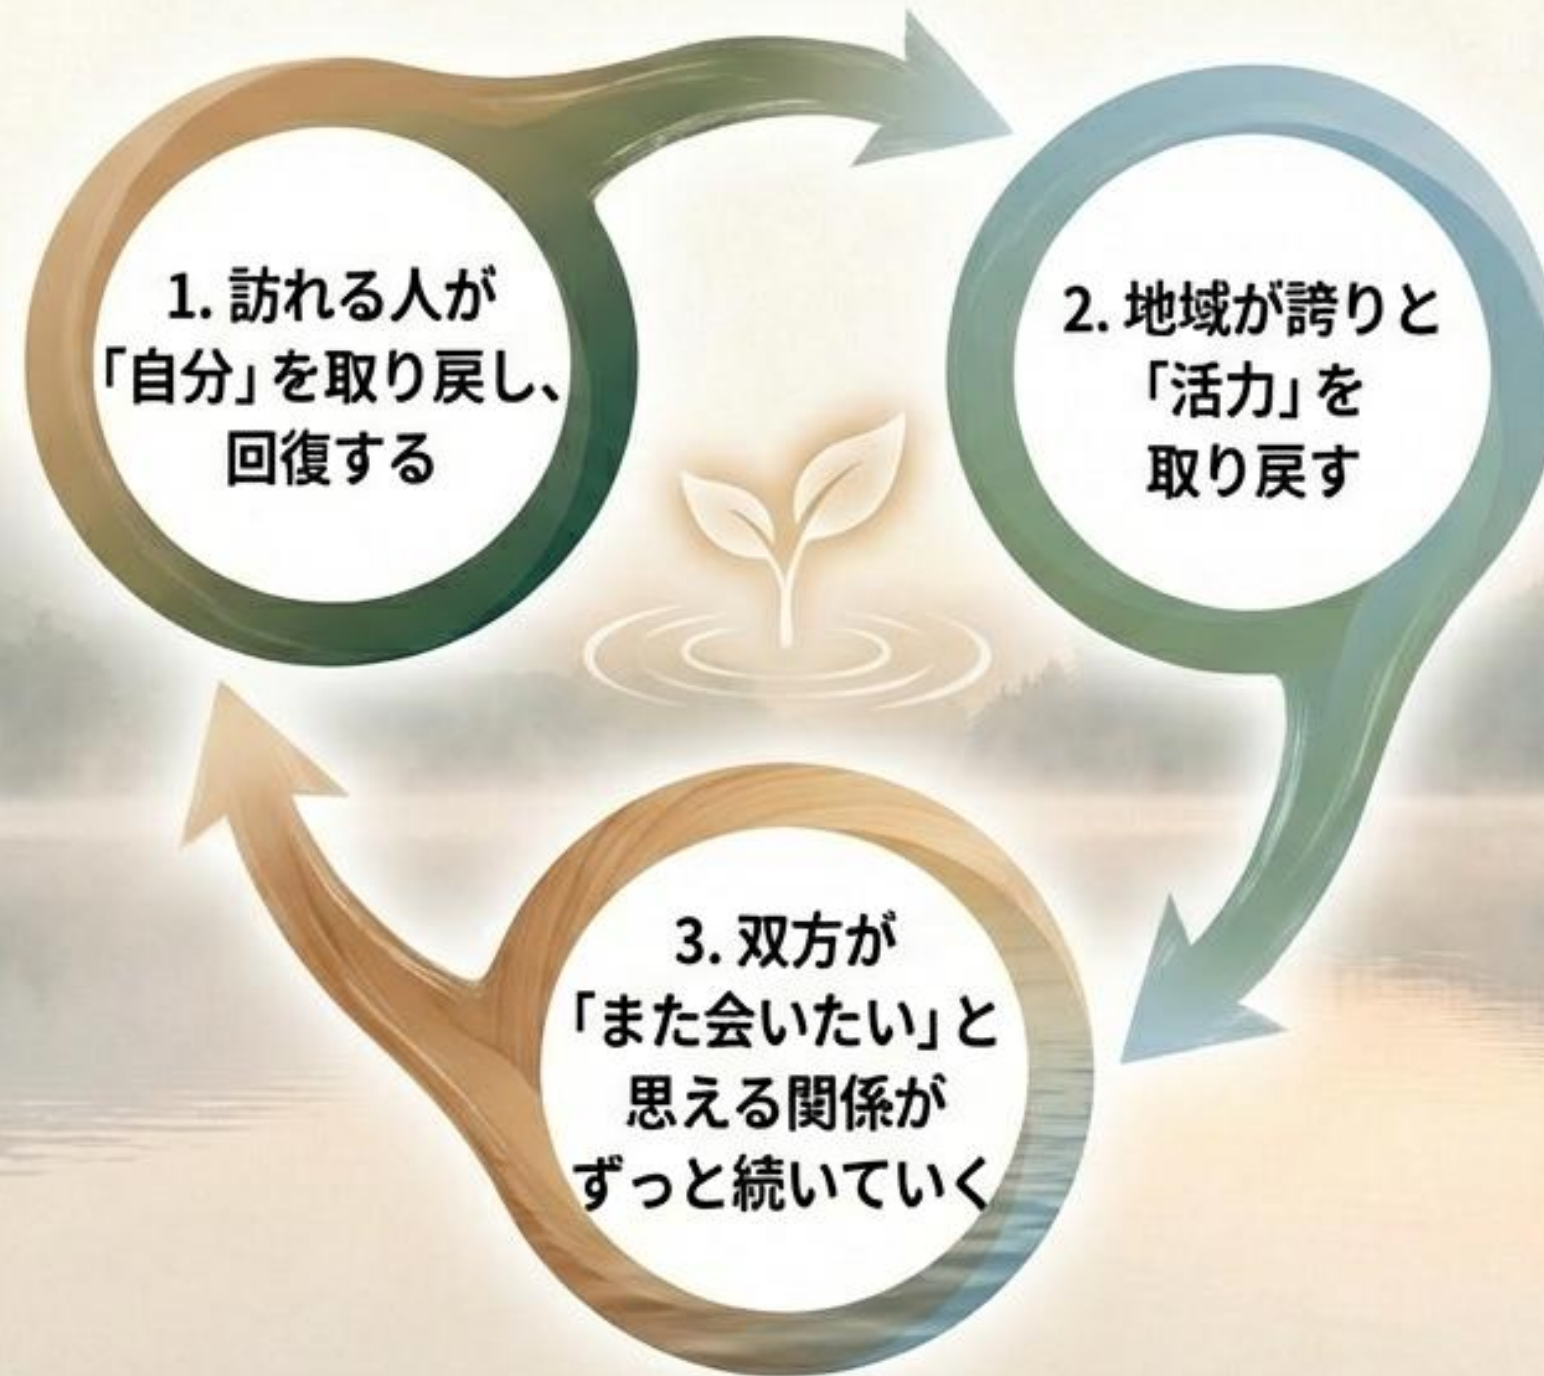 1. 訪れる人が
「自分」を取り戻し、
回復する
2. 地域が誇りと
「活力」を
取り戻す
3. 双方が
「また会いたい」と
思える関係が
ずっと続いていく